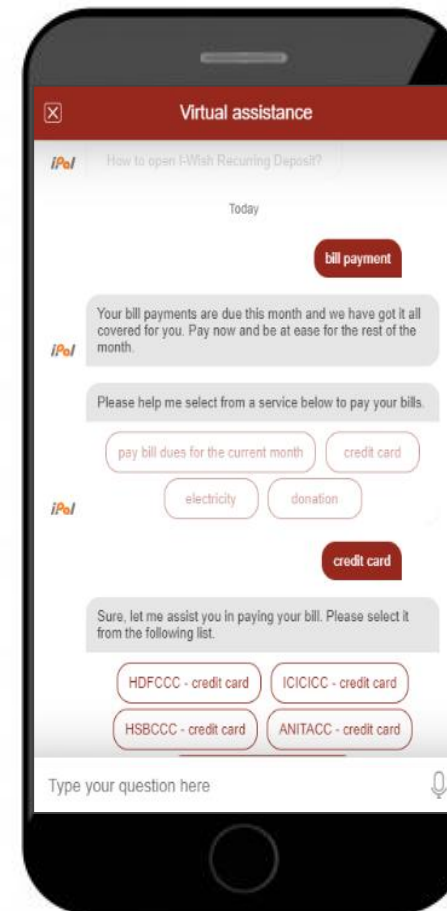 Virtual assistance
iPal
How to open I-Wish Recurring Deposit?
Today
bill payment
Your bill payments are due this month and we have got it all
covered for you. Pay now and be at ease for the rest of the
month.
iPal
Please help me select from a service below to pay your bills.
pay bill dues for the current month
credit card
electricity
donation
iPal
credit card
Sure, let me assist you in paying your bill. Please select it
from the following list.
HDFCCC - credit card
ICICICC - credit card
HSBCCC - credit card
ANITACC - credit card
Type your question here